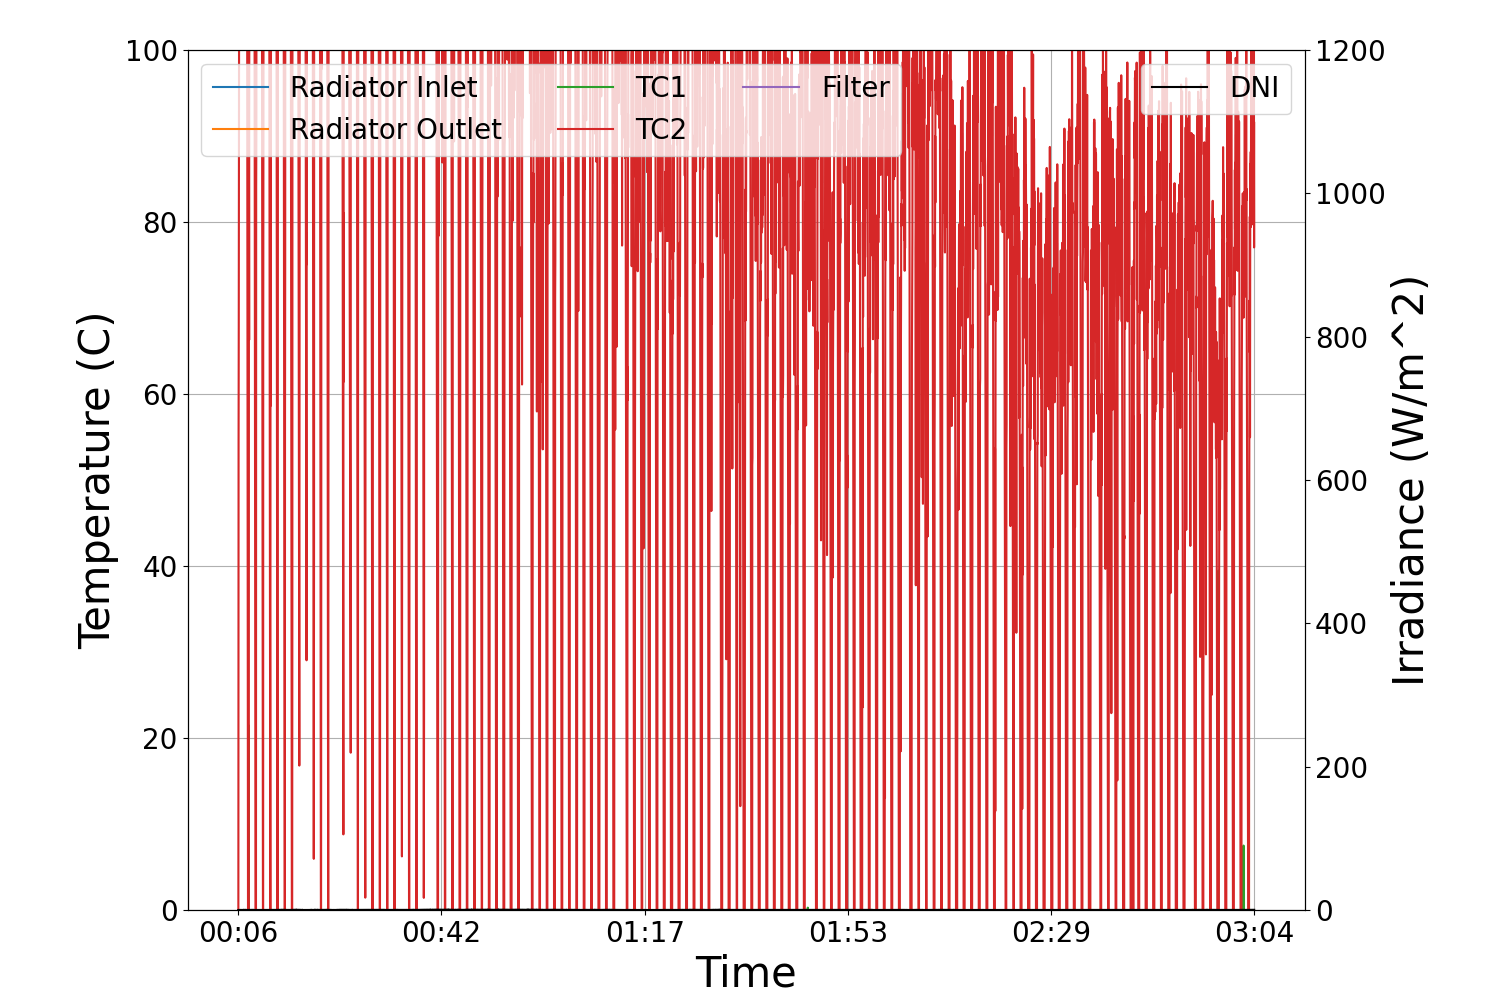 Radiator Inlet
Radiator Outlet
TC1
TC2
Filter
DNI
Temperature (C)
100
80
60
40
20
0
Irradiance (W/m^2)
1200
1000
800
600
400
200
0
00:06 00:42 01:17 01:53 02:29 03:04
Time